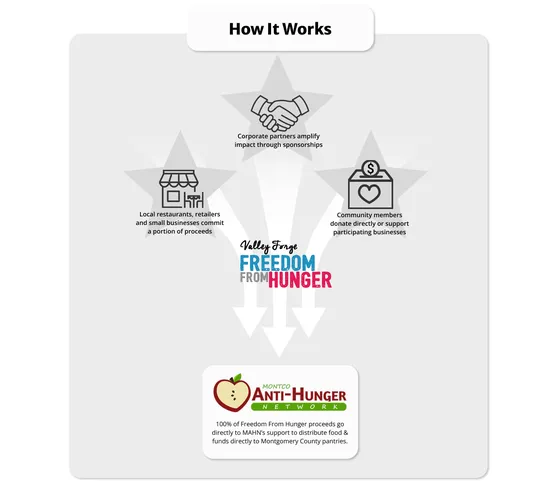 How It Works
Corporate partners amplify
impact through sponsorships
Local restaurants, retailers
and small businesses commit
a portion of proceeds
$
Community members
donate directly or support
participating businesses
Valley Forge
FREEDOM
FROM HUNGER
MONTCO
ANTI-HUNGER
NETWORK
100% of Freedom From Hunger proceeds go
directly to MAHN's support to distribute food &
funds directly to Montgomery County pantries.